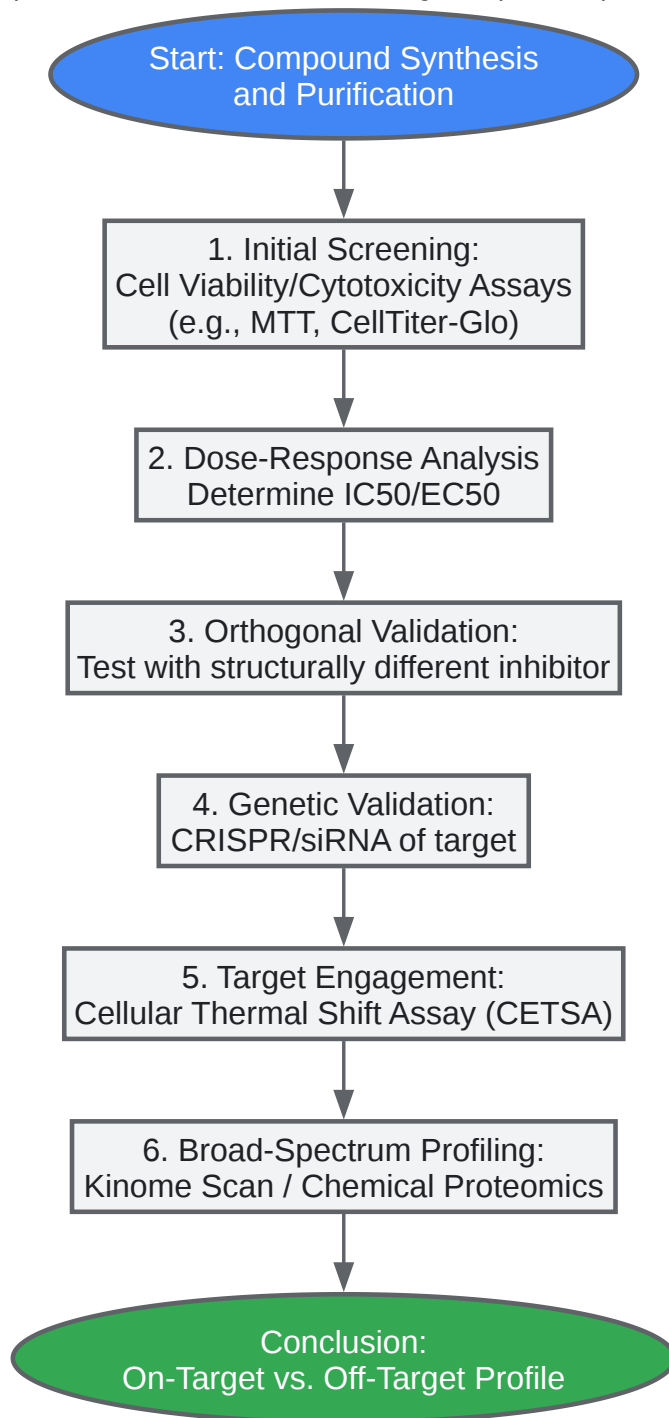 Start: Compound Synthesis
and Purification
1. Initial Screening:
Cell Viability/Cytotoxicity Assays
(e.g., MTT, CellTiter-Glo)
2. Dose-Response Analysis
Determine IC50/EC50
3. Orthogonal Validation:
Test with structurally different inhibitor
4. Genetic Validation:
CRISPR/siRNA of target
5. Target Engagement:
Cellular Thermal Shift Assay (CETSA)
6. Broad-Spectrum Profiling:
Kinome Scan / Chemical Proteomics
Conclusion:
On-Target vs. Off-Target Profile